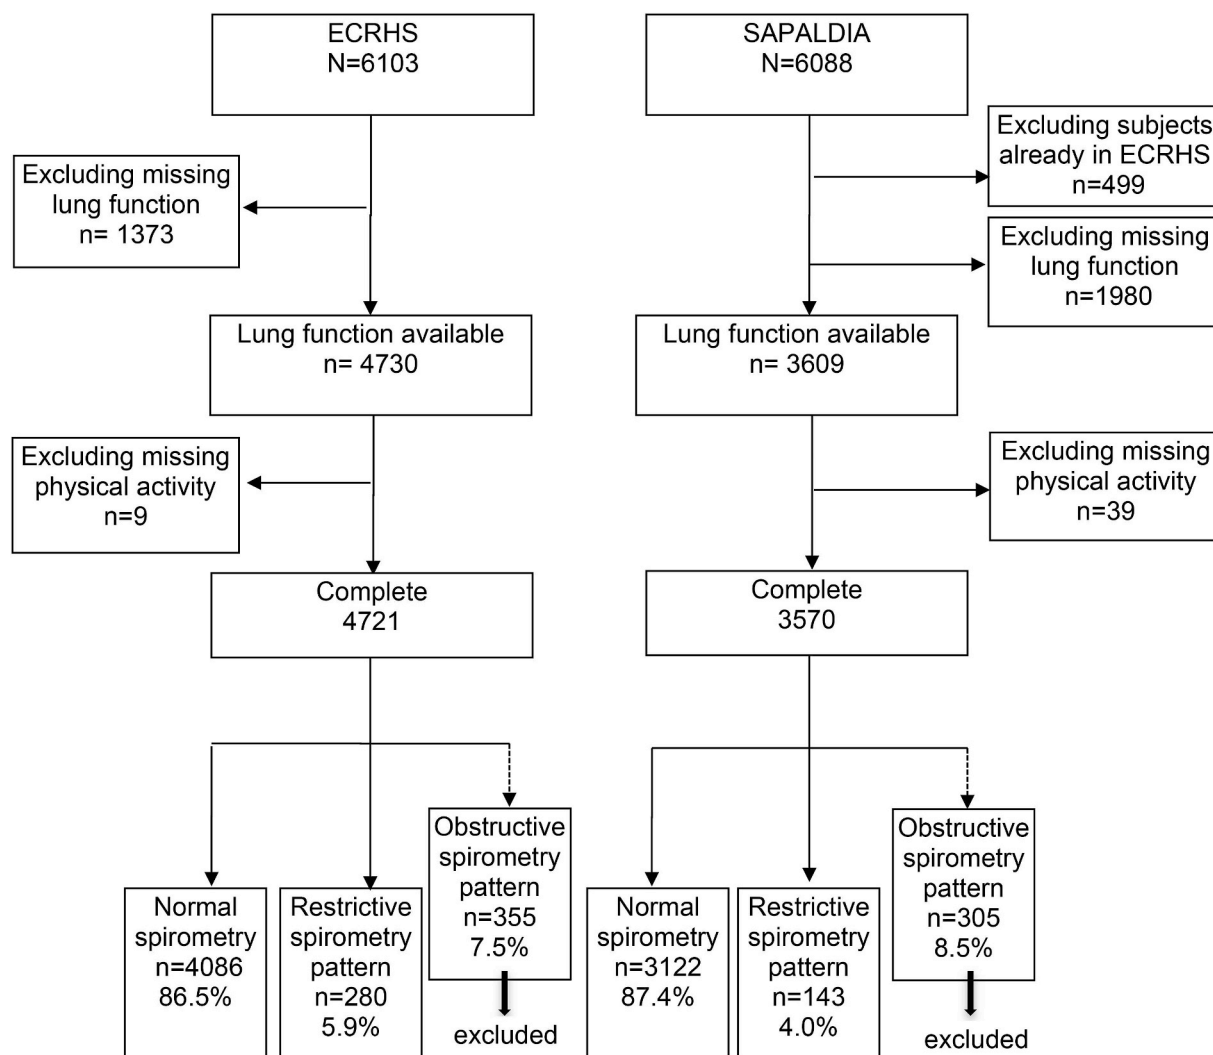 ECRHS
N=6103
SAPALDIA
N=6088
Excluding subjects
already in ECRHS
n=499
Excluding missing
lung function
n= 1373
Excluding missing
lung function
n=1980
Lung function available
n= 4730
Lung function available
n= 3609
Excluding missing
physical activity
n=9
Excluding missing
physical activity
n=39
Complete
4721
Complete
3570
Normal
spirometry
n=4086
86.5%
Restrictive
spirometry
pattern
n=280
5.9%
Obstructive
spirometry
pattern
n=355
7.5%
excluded
Normal
spirometry
n=3122
87.4%
Restrictive
spirometry
pattern
n=143
4.0%
Obstructive
spirometry
pattern
n=305
8.5%
excluded